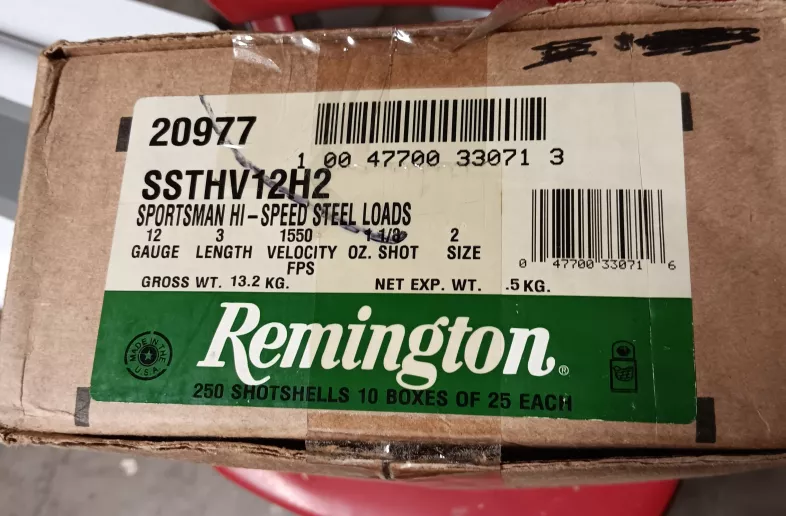 20977
1 00 47700 33071 3
SSTHV12H2
SPORTSMAN HI-SPEED STEEL LOADS
12 3 1550 1 1/8 2
GAUGE LENGTH VELOCITY OZ. SHOT SIZE
FPS
GROSS WT. 13.2 KG. NET EXP. WT. .5 KG.
0 47700 33071 6
MADE IN THE U.S.A.
Remington®
250 SHOTSHELLS 10 BOXES OF 25 EACH